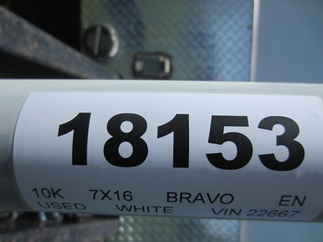 18153
10K 7X16 BRAVO EN
USED WHITE VIN 22667